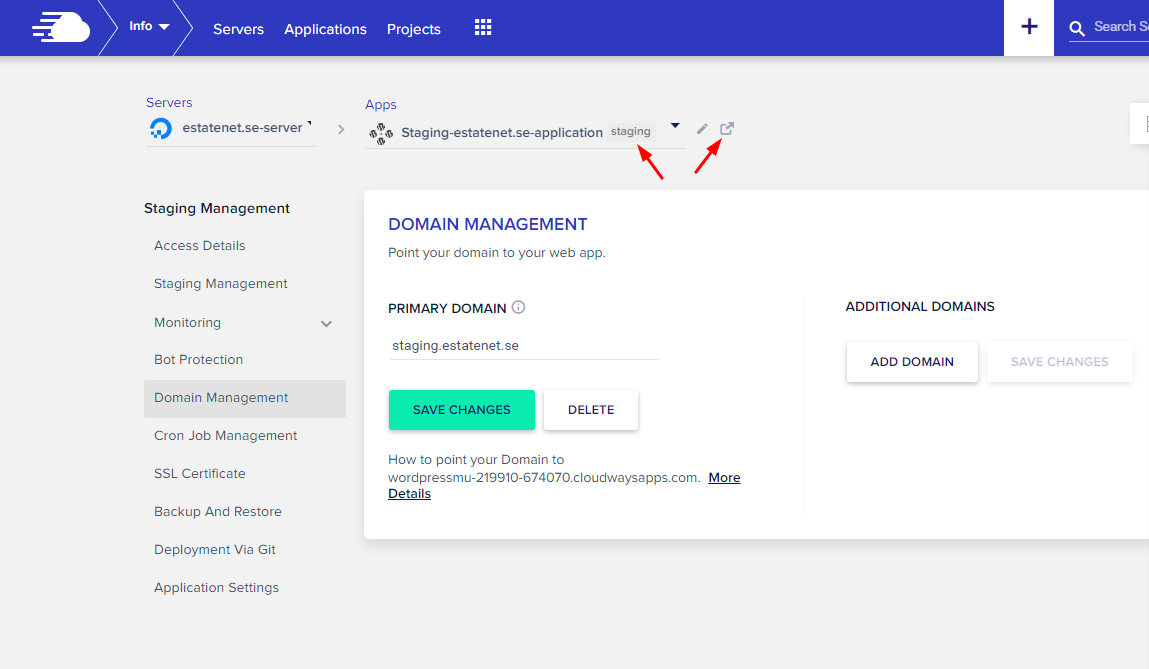 Info
Servers Applications Projects
+
Search
Servers
estatenet.se-server
Apps
Staging-estatenet.se-application staging
Staging Management
Access Details
Staging Management
Monitoring
Bot Protection
Domain Management
Cron Job Management
SSL Certificate
Backup And Restore
Deployment Via Git
Application Settings
DOMAIN MANAGEMENT
Point your domain to your web app.
PRIMARY DOMAIN
staging.estatenet.se
SAVE CHANGES DELETE
How to point your Domain to
wordpressmu-219910-674070.cloudwaysapps.com. More
Details
ADDITIONAL DOMAINS
ADD DOMAIN SAVE CHANGES